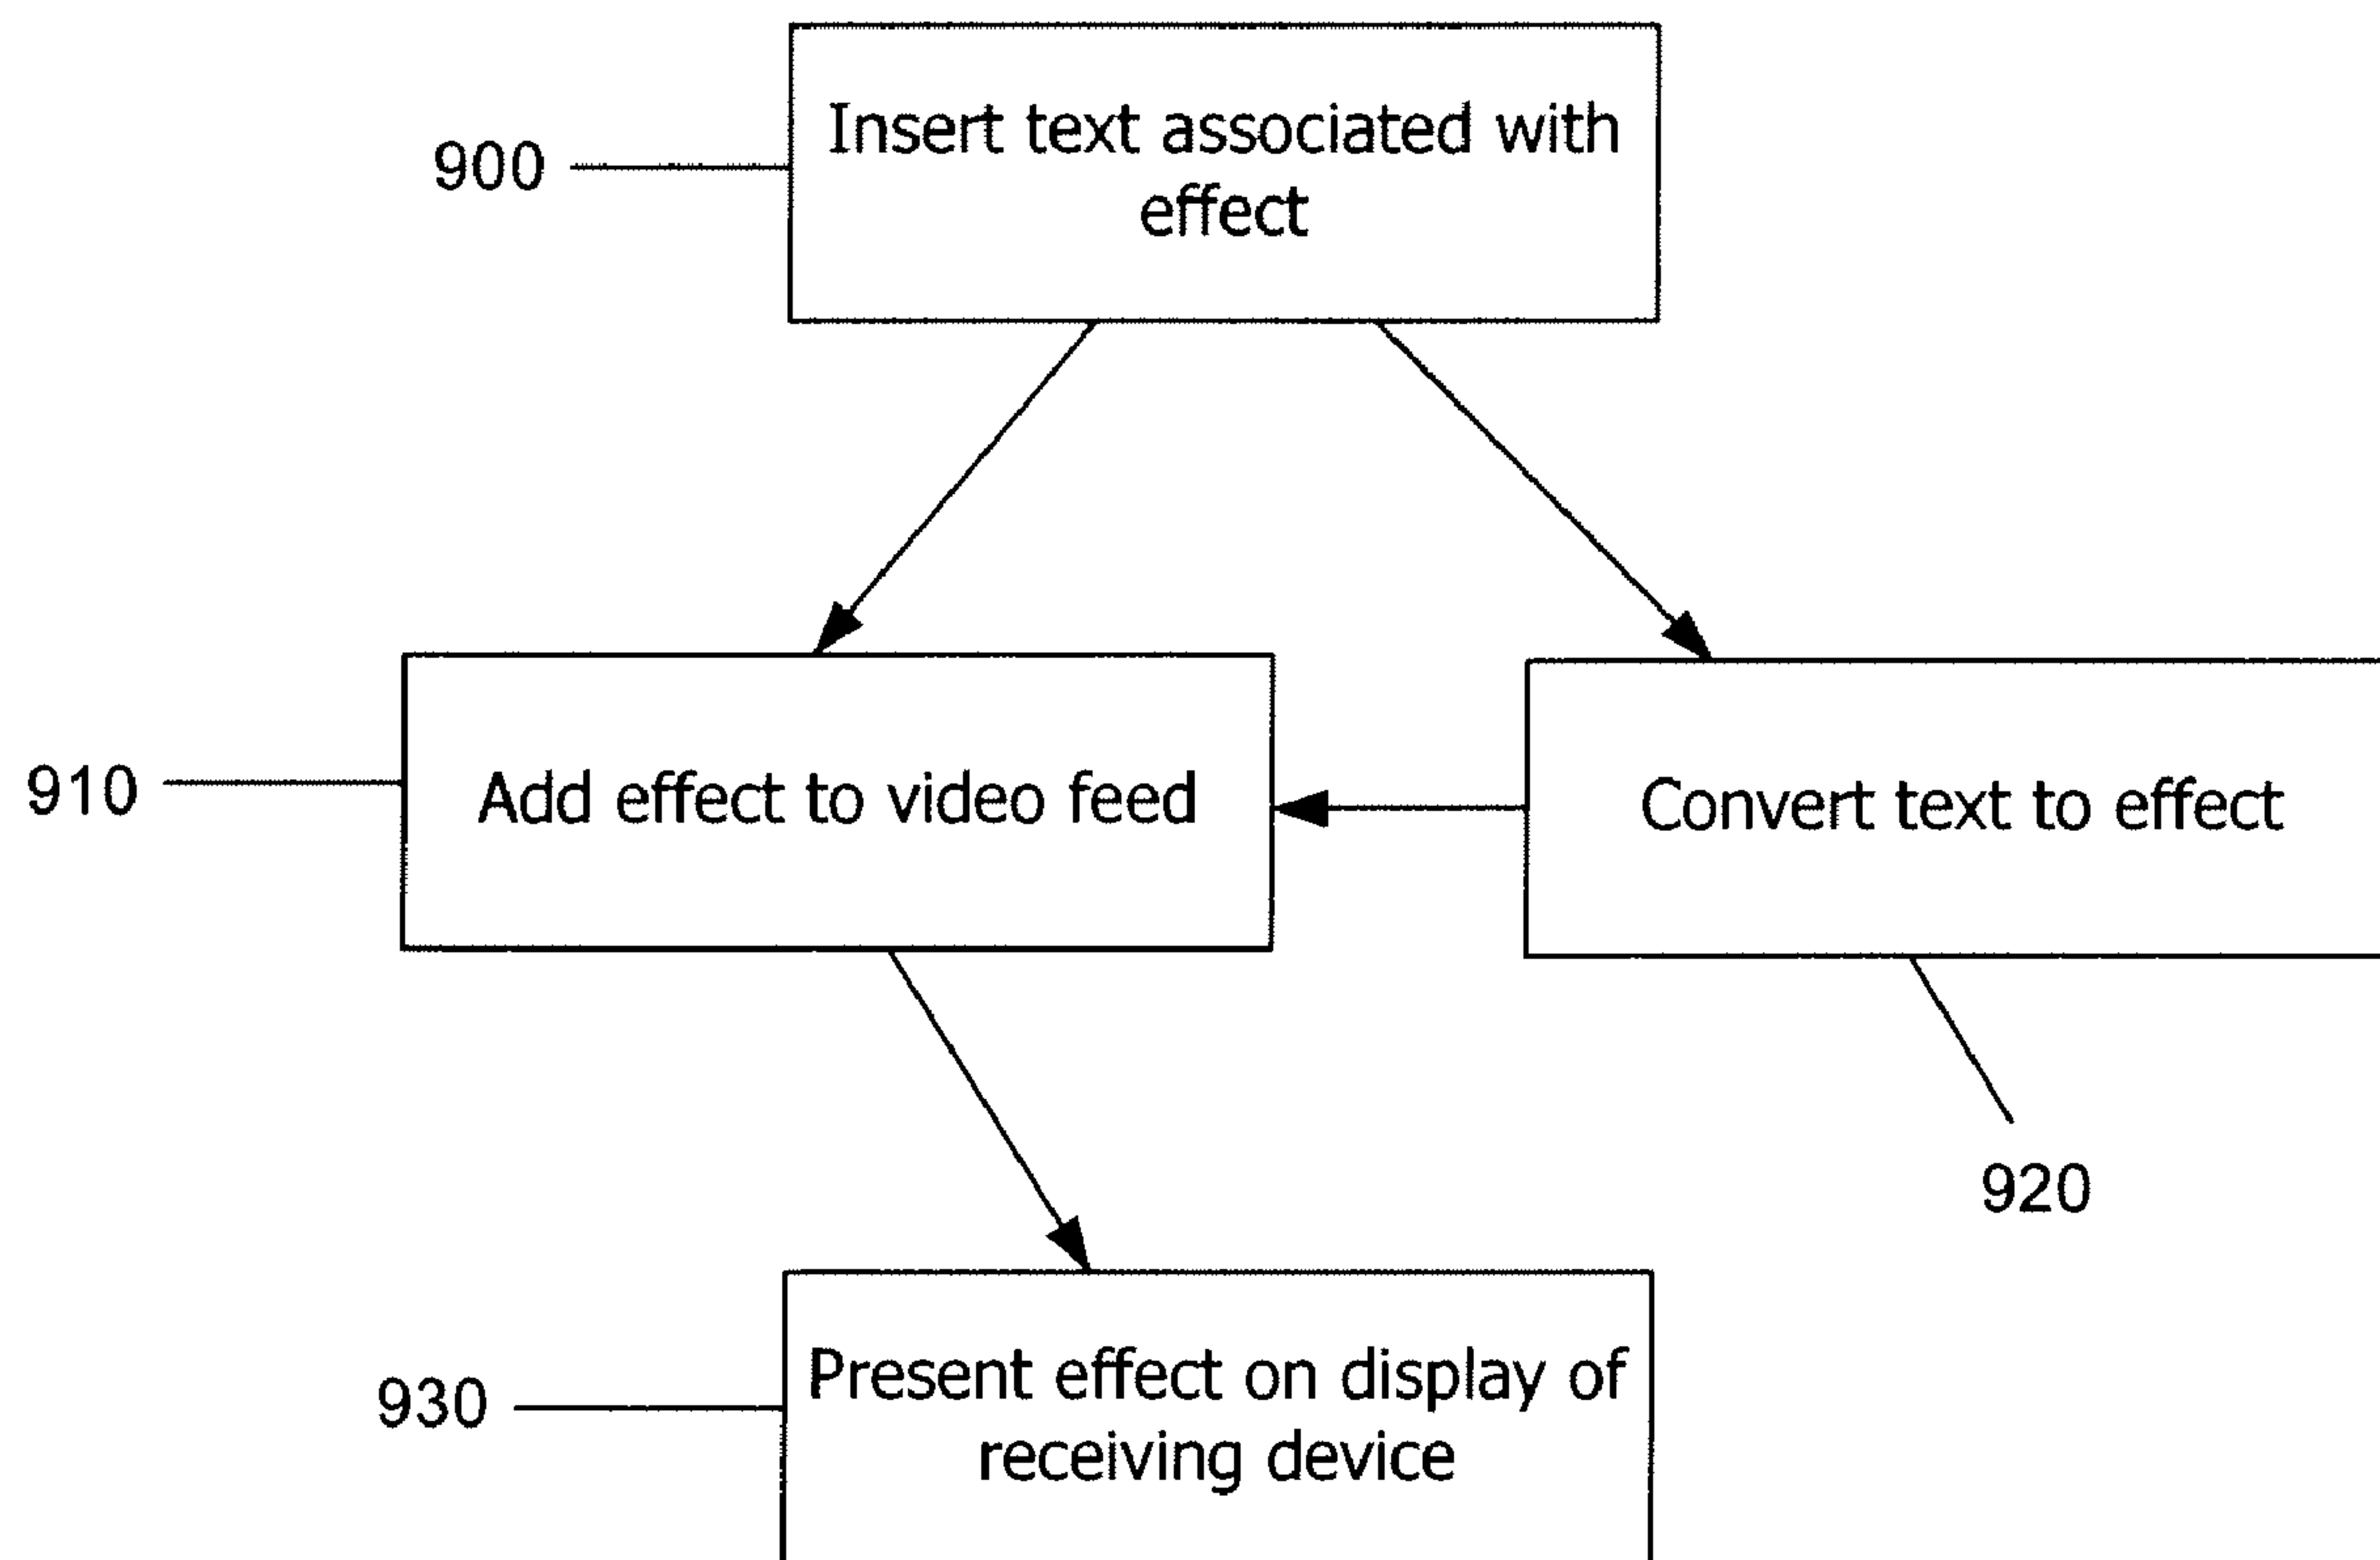 Insert text associated with
effect
900
910
Add effect to video feed
Convert text to effect
920
Present effect on display of
receiving device
930